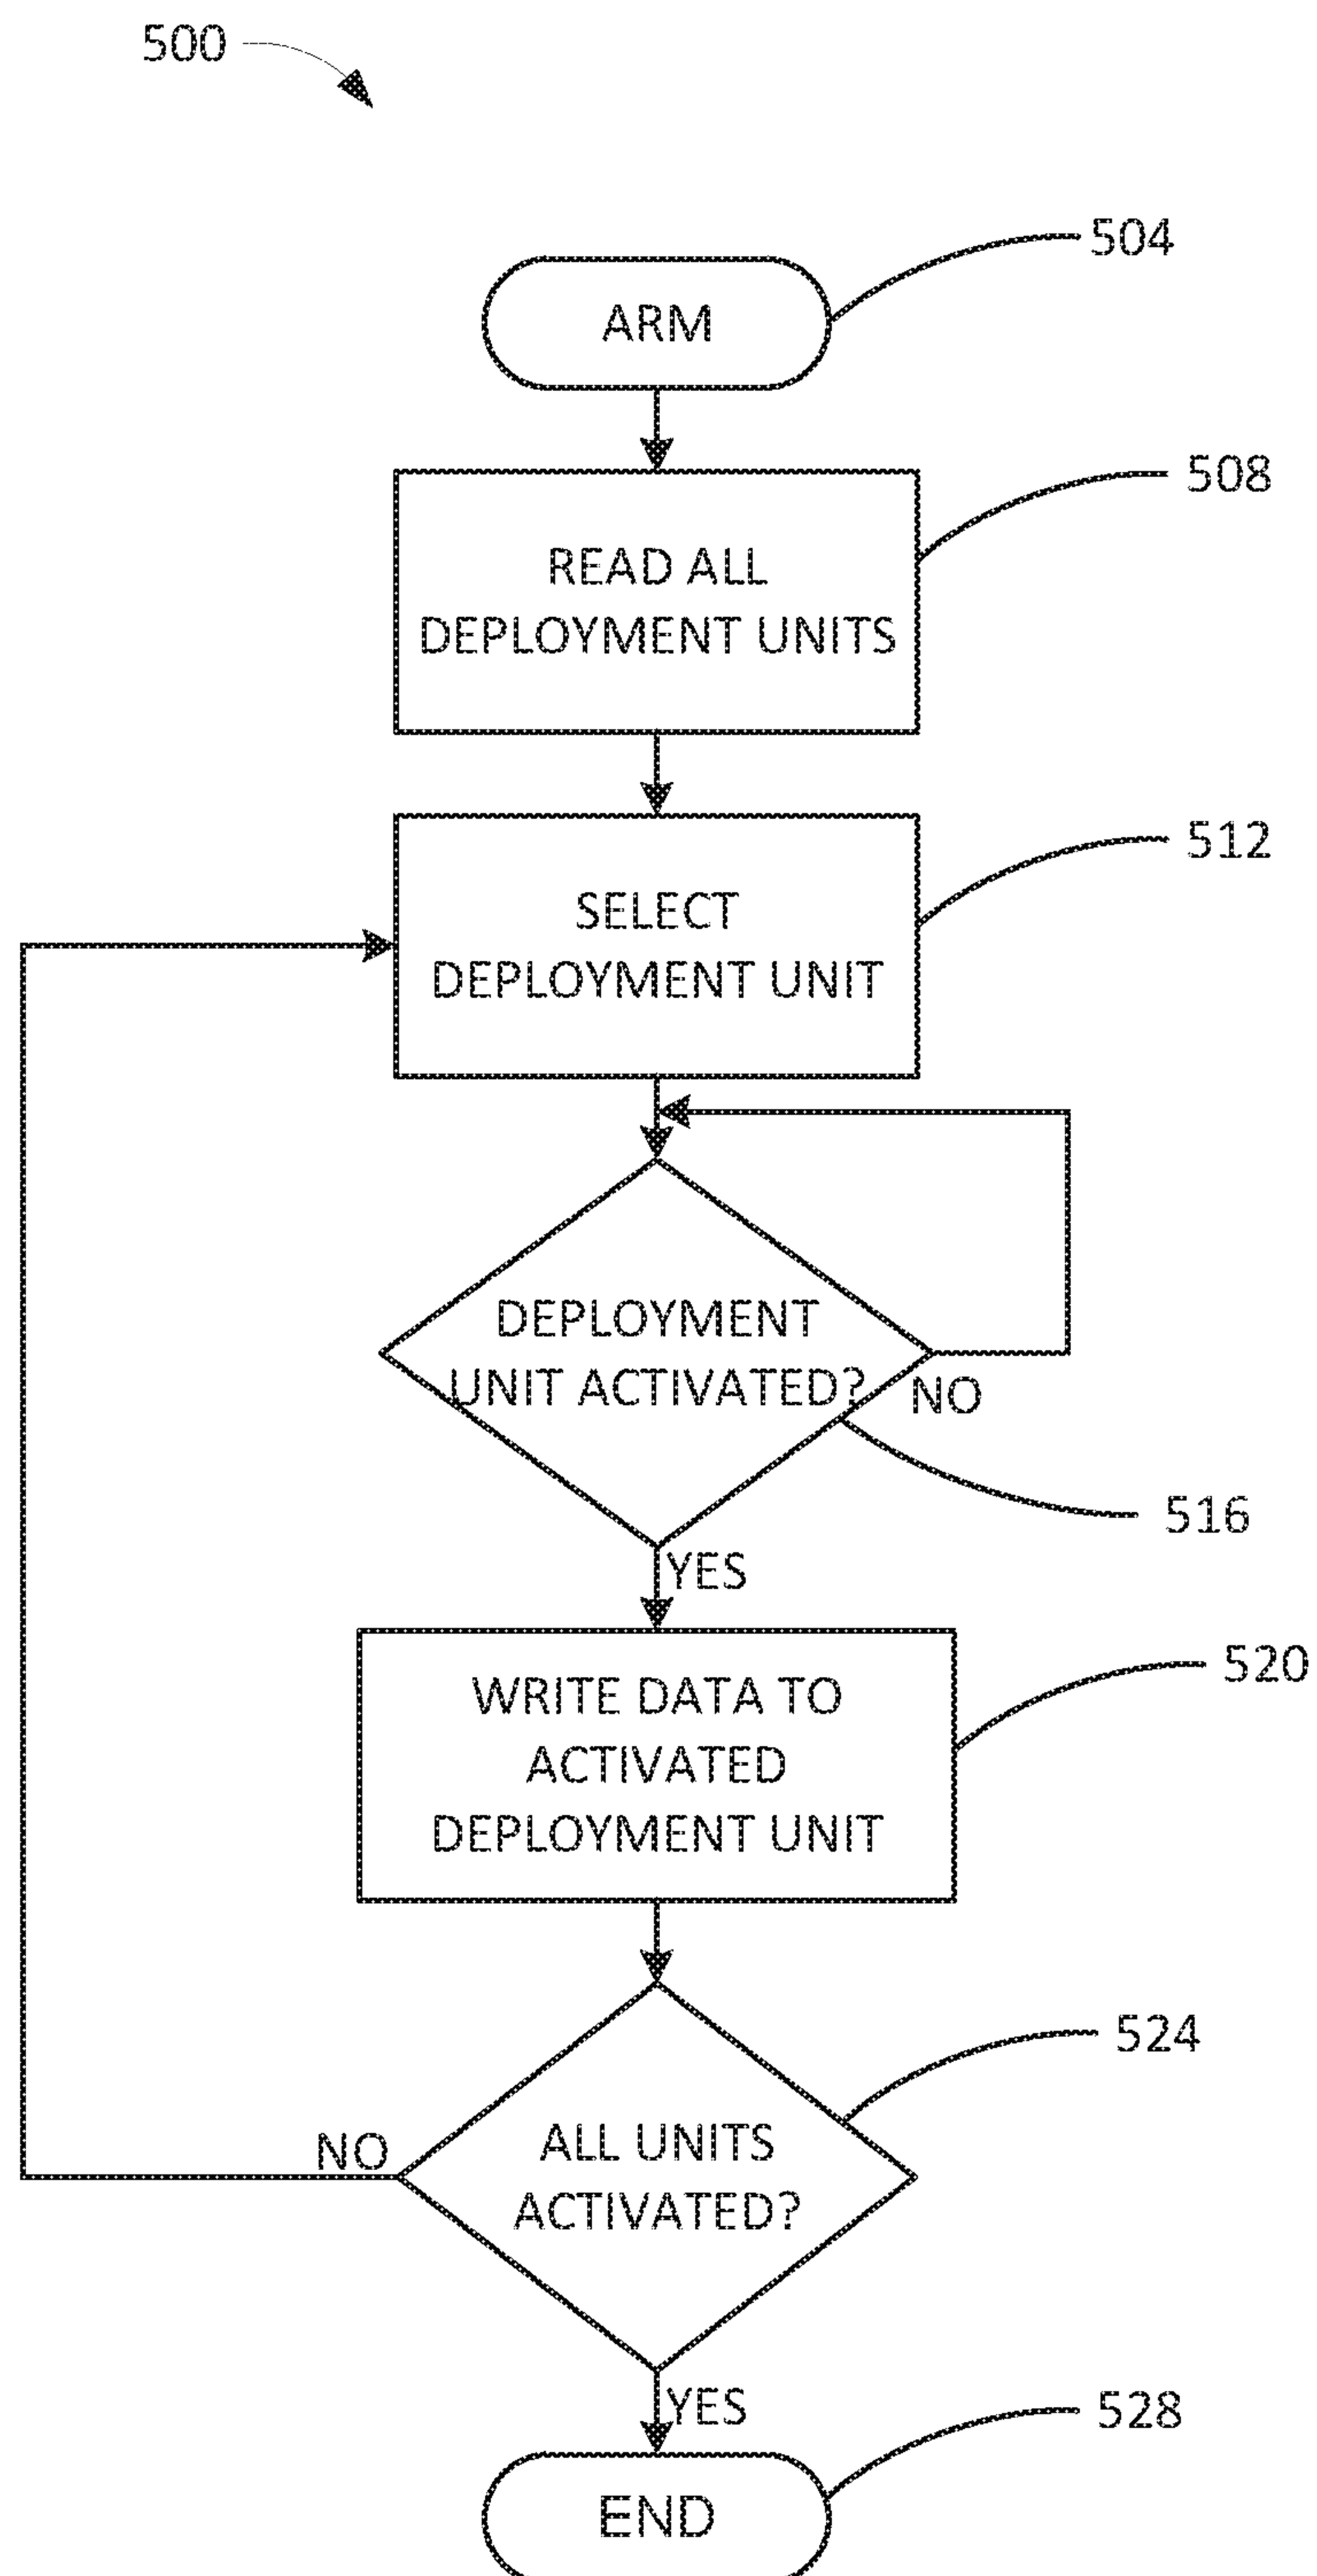 500
504
ARM
508
READ ALL
DEPLOYMENT UNITS
512
SELECT
DEPLOYMENT UNIT
DEPLOYMENT
UNIT ACTIVATED?
NO
516
YES
520
WRITE DATA TO
ACTIVATED
DEPLOYMENT UNIT
524
ALL UNITS
ACTIVATED?
NO
YES
528
END